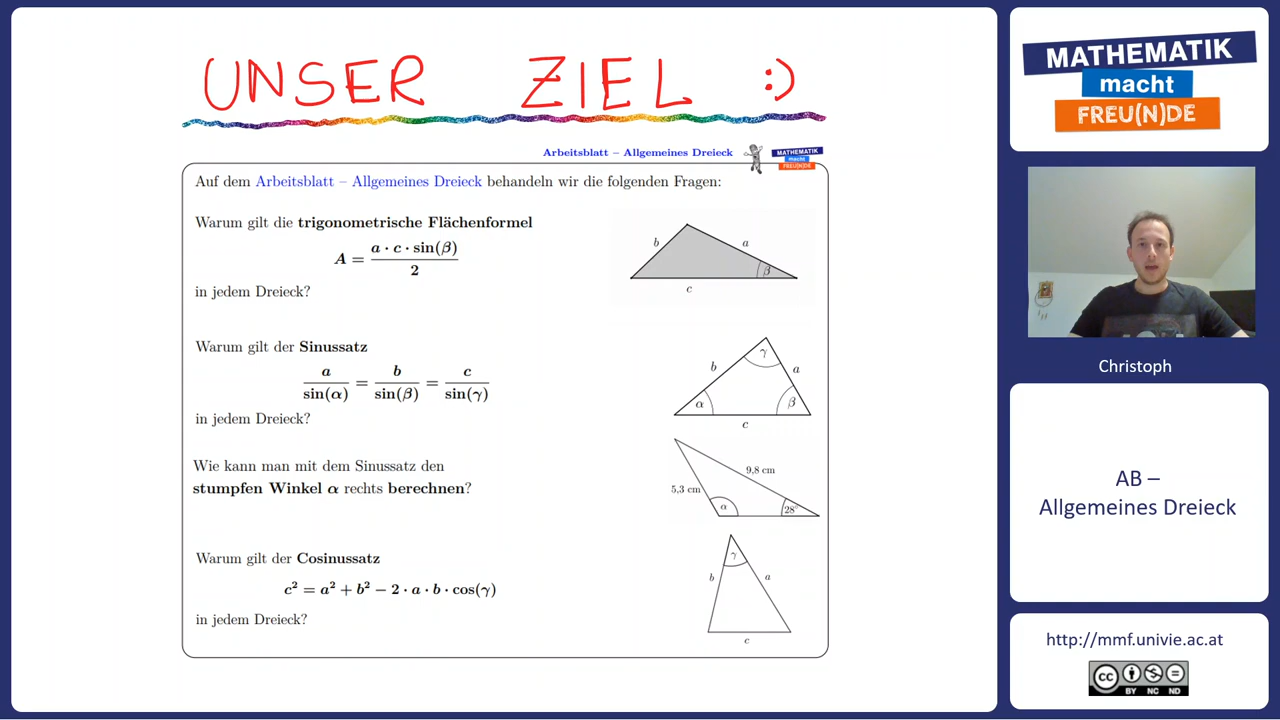 UNSER ZIEL :)
Arbeitsblatt – Allgemeines Dreieck
MATHEMATIK
macht
FREU(N)DE
Auf dem Arbeitsblatt – Allgemeines Dreieck behandeln wir die folgenden Fragen:
Warum gilt die trigonometrische Flächenformel
A = a · c · sin(β) / 2
in jedem Dreieck?
b
a
β
c
Warum gilt der Sinussatz
a / sin(α) = b / sin(β) = c / sin(γ)
in jedem Dreieck?
γ
b
a
α
β
c
Wie kann man mit dem Sinussatz den
stumpfen Winkel α rechts berechnen?
9,8 cm
5,3 cm
α
28°
Warum gilt der Cosinussatz
c² = a² + b² − 2 · a · b · cos(γ)
in jedem Dreieck?
γ
b
a
c
MATHEMATIK
macht
FREU(N)DE
Christoph
AB –
Allgemeines Dreieck
http://mmf.univie.ac.at
cc
BY NC ND